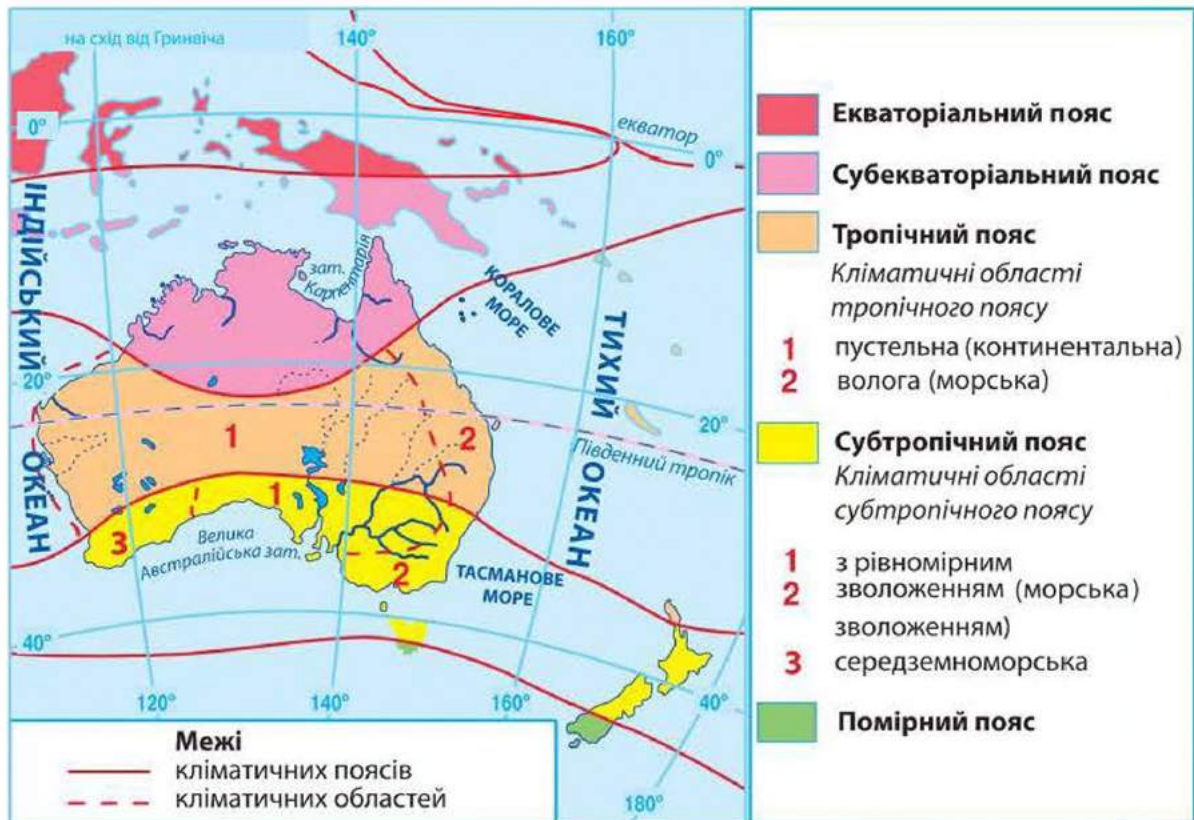 на схід від Гринвіча
140°
160°
0°
екватор
0°
ІНДІЙСЬКИЙ
ОКЕАН
зат.
Карпентарія
КОРАЛОВЕ
МОРЕ
ТИХИЙ
ОКЕАН
20°
20°
1
2
Південний тропік
1
3
Велика
Австралійська зат.
2
ТАСМАНОВЕ
МОРЕ
40°
40°
120°
140°
160°
180°
Межі
кліматичних поясів
кліматичних областей
Екваторіальний пояс
Субекваторіальний пояс
Тропічний пояс
Кліматичні області
тропічного поясу
1 пустельна (континентальна)
2 волога (морська)
Субтропічний пояс
Кліматичні області
субтропічного поясу
1 з рівномірним
2 зволоженням (морська)
зволоженням)
3 середземноморська
Помірний пояс